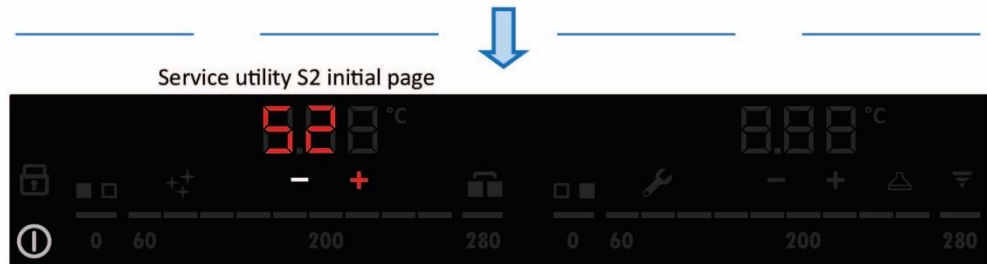 Service utility S2 initial page
S2 °C °C
- + - +
0 60 200 280 0 60 200 280